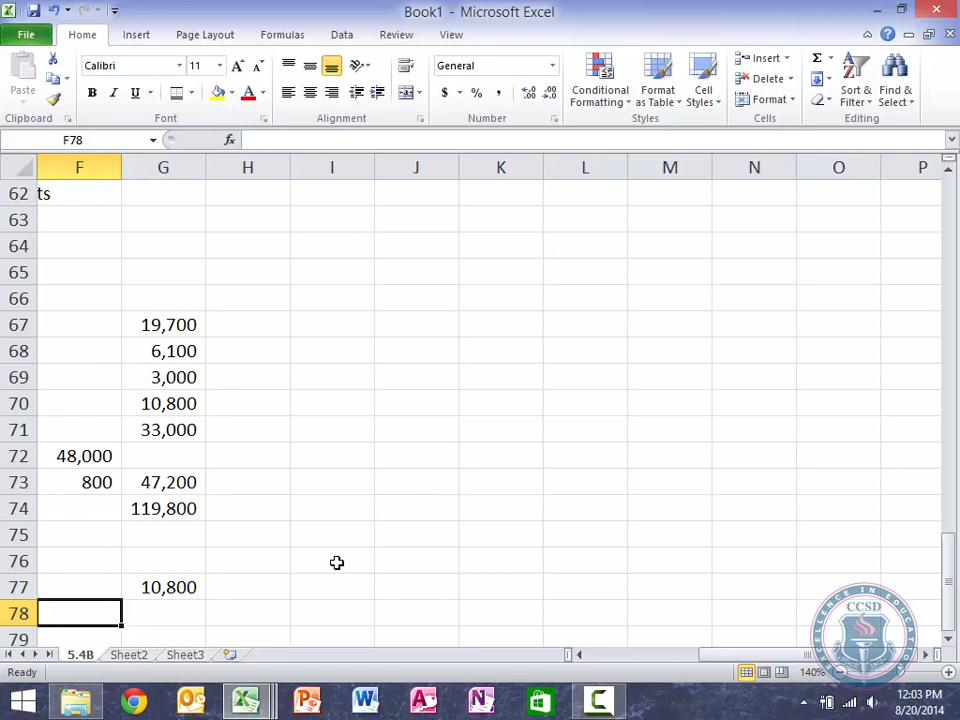 Book1 - Microsoft Excel
File Home Insert Page Layout Formulas Data Review View
Paste
Calibri 11
General
Conditional Formatting
Format as Table
Cell Styles
Insert
Delete
Format
Sort & Filter
Find & Select
Clipboard Font Alignment Number Styles Cells Editing
F78 fx
F G H I J K L M N O P
62 ts
63
64
65
66
67 19,700
68 6,100
69 3,000
70 10,800
71 33,000
72 48,000
73 800 47,200
74 119,800
75
76
77 10,800
78
79
EXCELLENCE IN EDUCATION
CCSD
5.4B Sheet2 Sheet3
Ready 140%
12:03 PM
8/20/2014